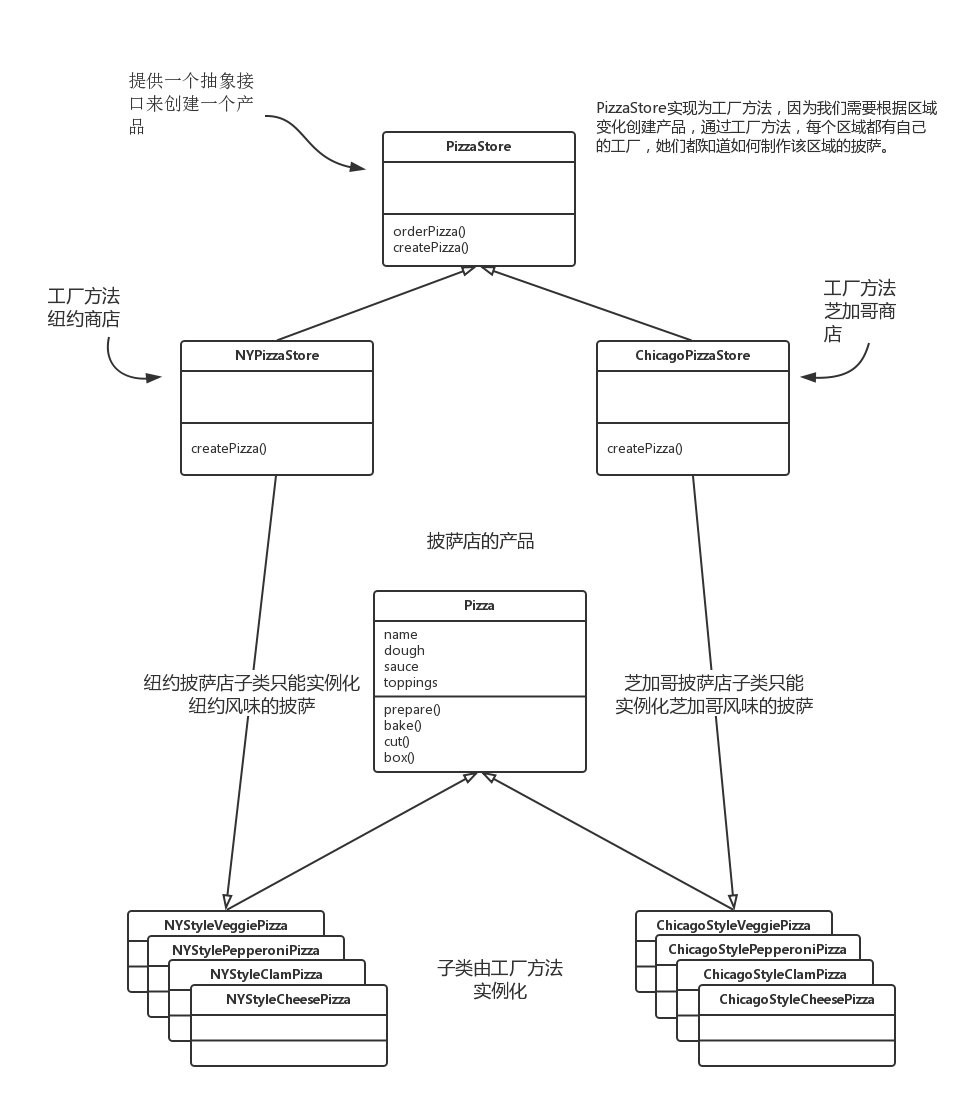 提供一个抽象接
口来创建一个产
品
PizzaStore实现为工厂方法，因为我们需要根据区域
变化创建产品，通过工厂方法，每个区域都有自己
的工厂，她们都知道如何制作该区域的披萨。
PizzaStore
orderPizza()
createPizza()
工厂方法
纽约商店
工厂方法
芝加哥商
店
NYPizzaStore
createPizza()
ChicagoPizzaStore
createPizza()
披萨店的产品
Pizza
name
dough
sauce
toppings
prepare()
bake()
cut()
box()
纽约披萨店子类只能实例化
纽约风味的披萨
芝加哥披萨店子类只能
实例化芝加哥风味的披萨
NYStyleVeggiePizza
NYStylePepperoniPizza
NYStyleClamPizza
NYStyleCheesePizza
子类由工厂方法
实例化
ChicagoStyleVeggiePizza
ChicagoStylePepperoniPizza
ChicagoStyleClamPizza
ChicagoStyleCheesePizza